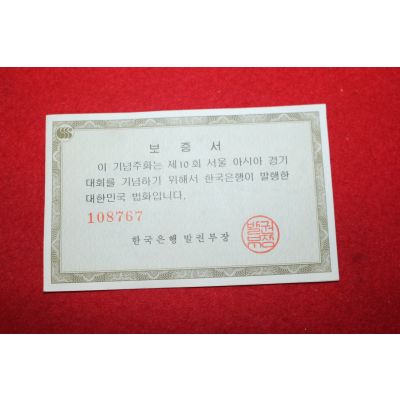 보증서
이 기념주화는 제10회 서울 아시아 경기
대회를 기념하기 위해서 한국은행이 발행한
대한민국 법화입니다.
108767
한국은행 발권부장